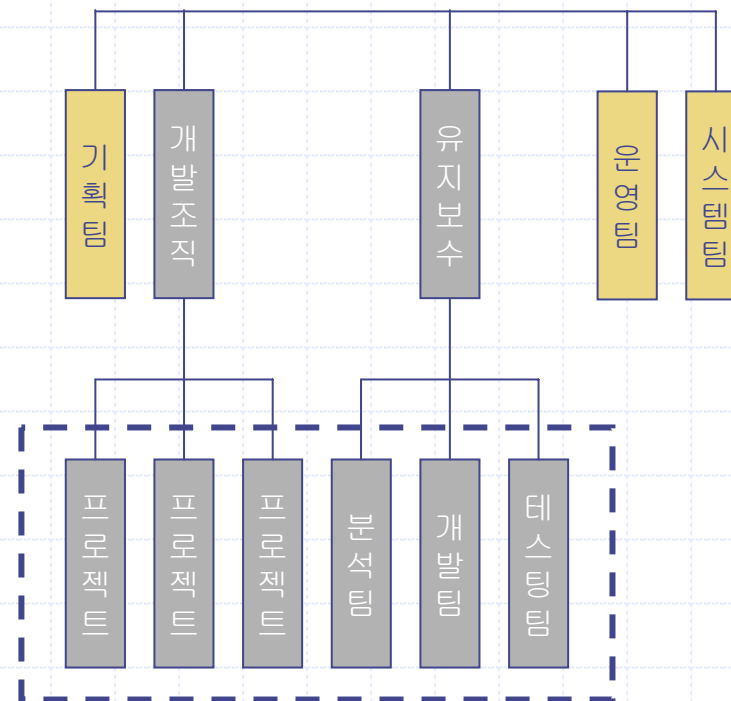 기획팀
개발조직
유지보수
운영팀
시스템팀
프로젝트
프로젝트
프로젝트
분석팀
개발팀
테스팅팀